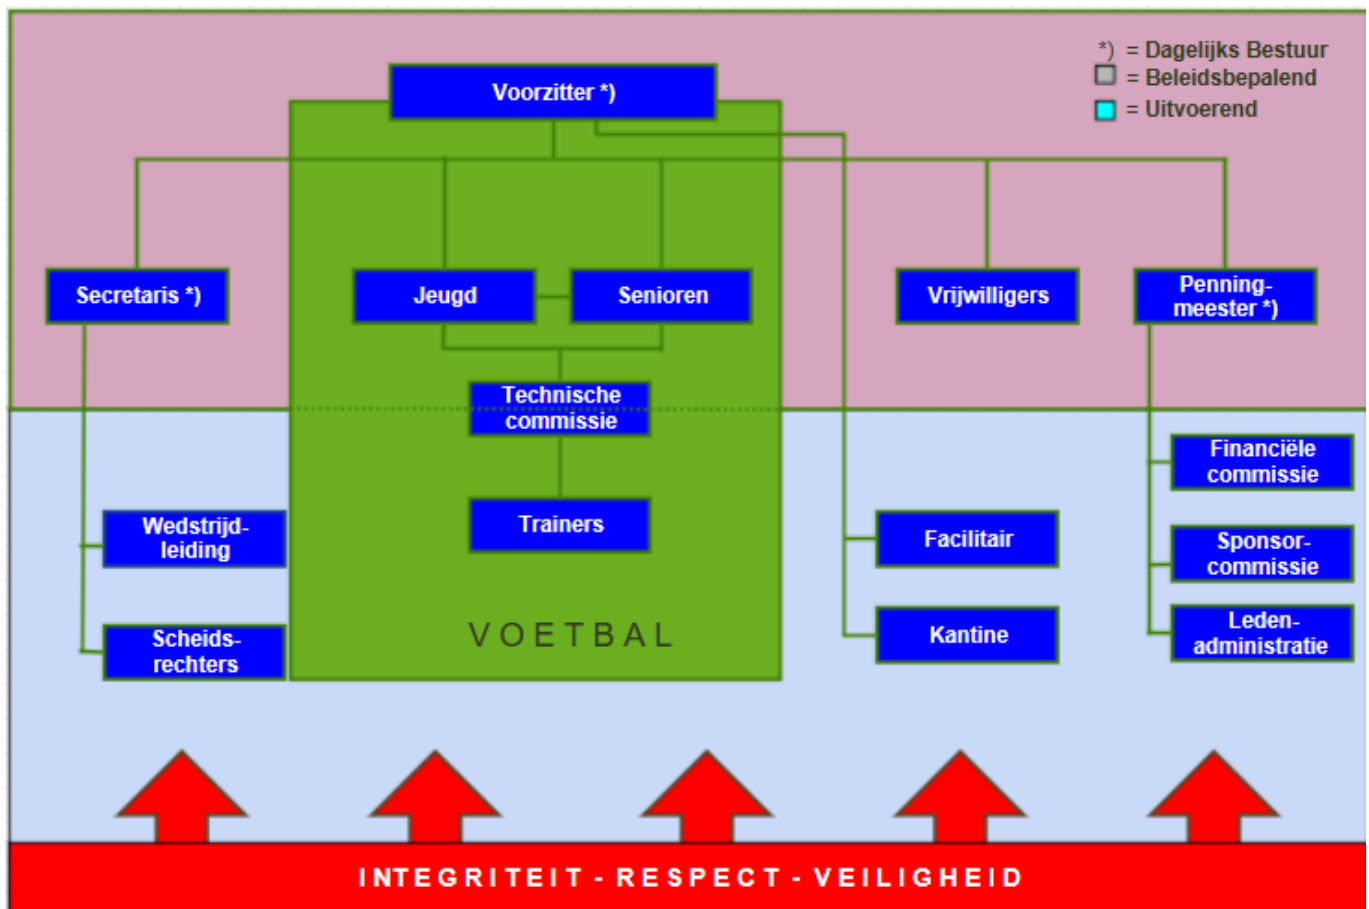 *) = Dagelijks Bestuur
= Beleidsbepalend
= Uitvoerend
Voorzitter *)
Secretaris *)
Jeugd
Senioren
Vrijwilligers
Penning-
meester *)
Technische
commissie
Financiële
commissie
Wedstrijd-
leiding
Trainers
Facilitair
Sponsor-
commissie
Scheids-
rechters
VOETBAL
Kantine
Leden-
administratie
INTEGRITEIT - RESPECT - VEILIGHEID